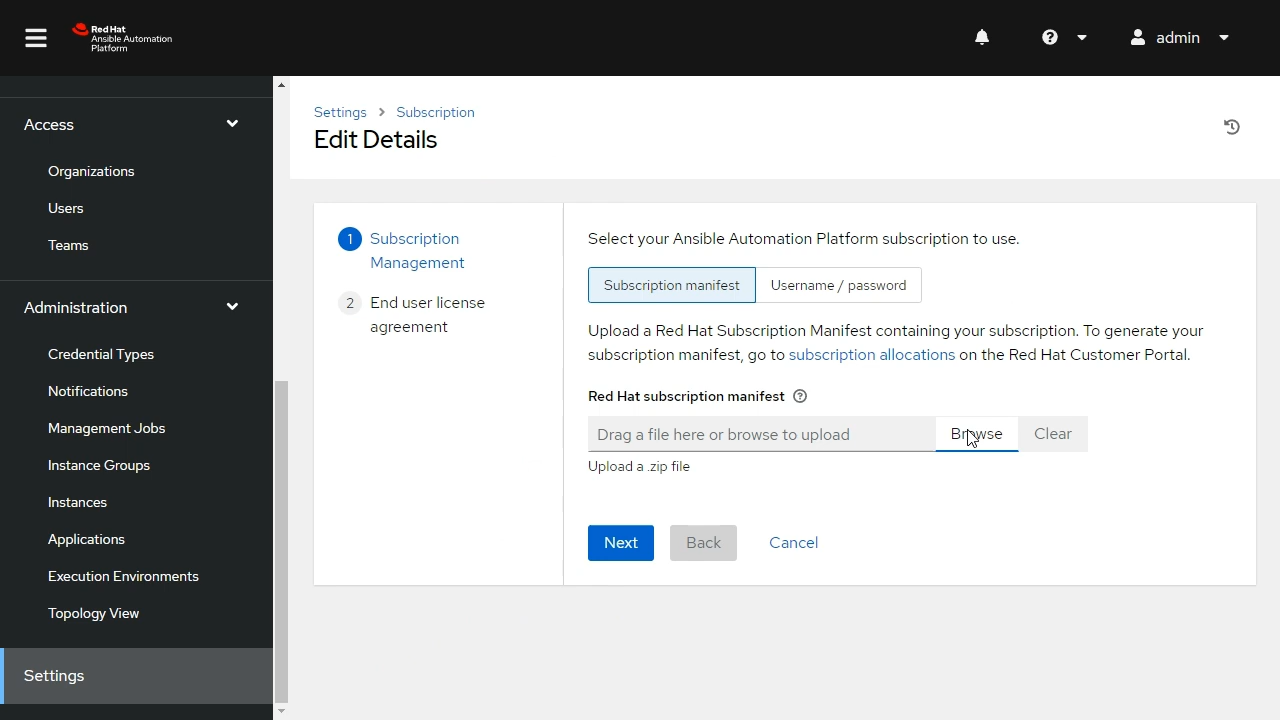 Red Hat
Ansible Automation
Platform
admin
Access
Organizations
Users
Teams
Administration
Credential Types
Notifications
Management Jobs
Instance Groups
Instances
Applications
Execution Environments
Topology View
Settings
Settings > Subscription
Edit Details
1 Subscription
Management
2 End user license
agreement
Select your Ansible Automation Platform subscription to use.
Subscription manifest Username / password
Upload a Red Hat Subscription Manifest containing your subscription. To generate your
subscription manifest, go to subscription allocations on the Red Hat Customer Portal.
Red Hat subscription manifest
Drag a file here or browse to upload Browse Clear
Upload a .zip file
Next Back Cancel